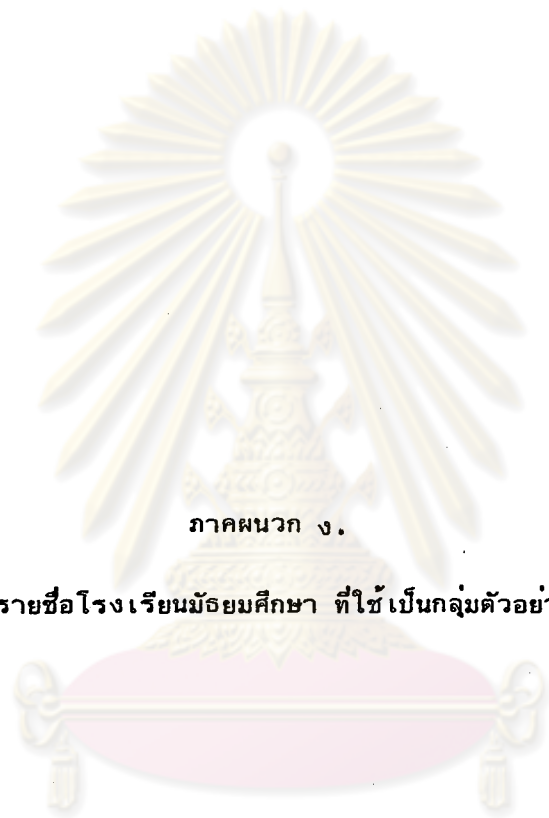 ภาคผนวก ง.
รายชื่อโรงเรียนมัธยมศึกษา ที่ใช้เป็นกลุ่มตัวอย่า